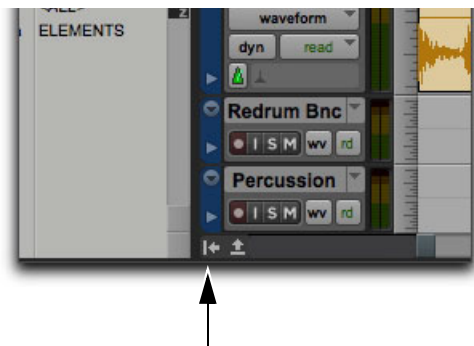 waveform
ELEMENTS
dyn read
Redrum Bnc
I S M wv rd
Percussion
I S M wv rd